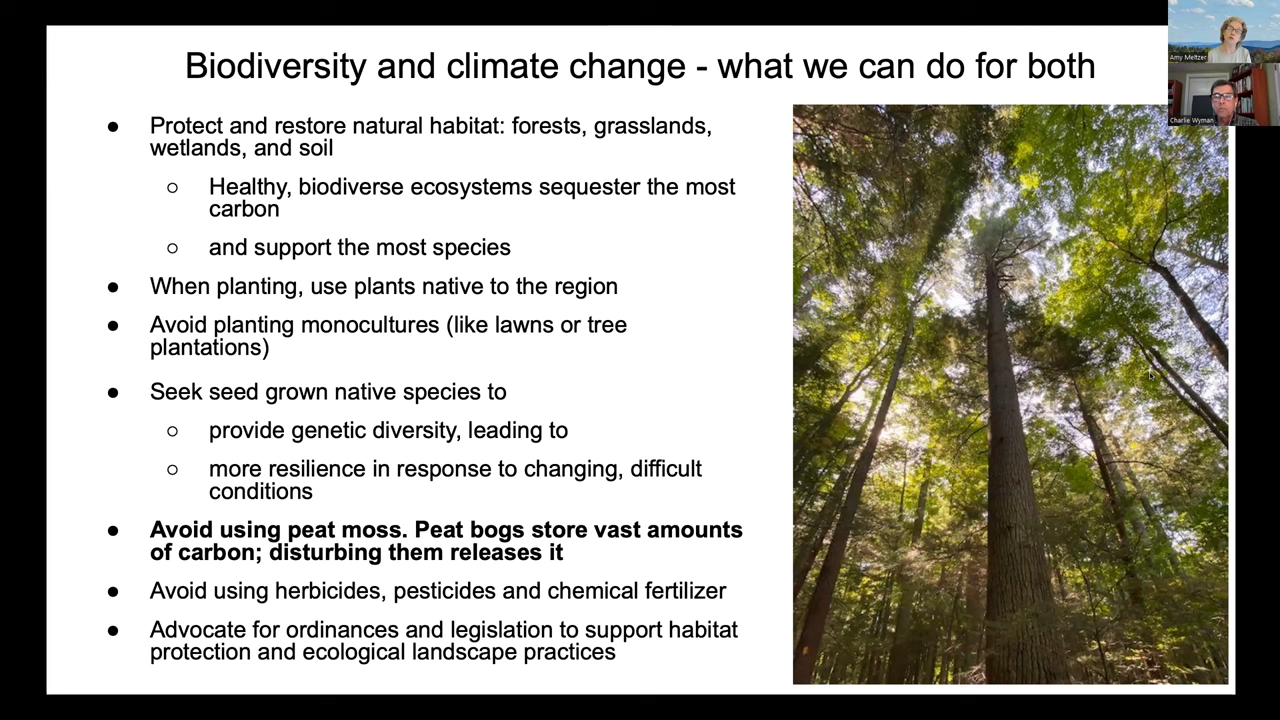 Biodiversity and climate change - what we can do for both
● Protect and restore natural habitat: forests, grasslands,
wetlands, and soil
○ Healthy, biodiverse ecosystems sequester the most
carbon
○ and support the most species
● When planting, use plants native to the region
● Avoid planting monocultures (like lawns or tree
plantations)
● Seek seed grown native species to
○ provide genetic diversity, leading to
○ more resilience in response to changing, difficult
conditions
● Avoid using peat moss. Peat bogs store vast amounts
of carbon; disturbing them releases it
● Avoid using herbicides, pesticides and chemical fertilizer
● Advocate for ordinances and legislation to support habitat
protection and ecological landscape practices
Amy Meltzer
Charlie Wyman